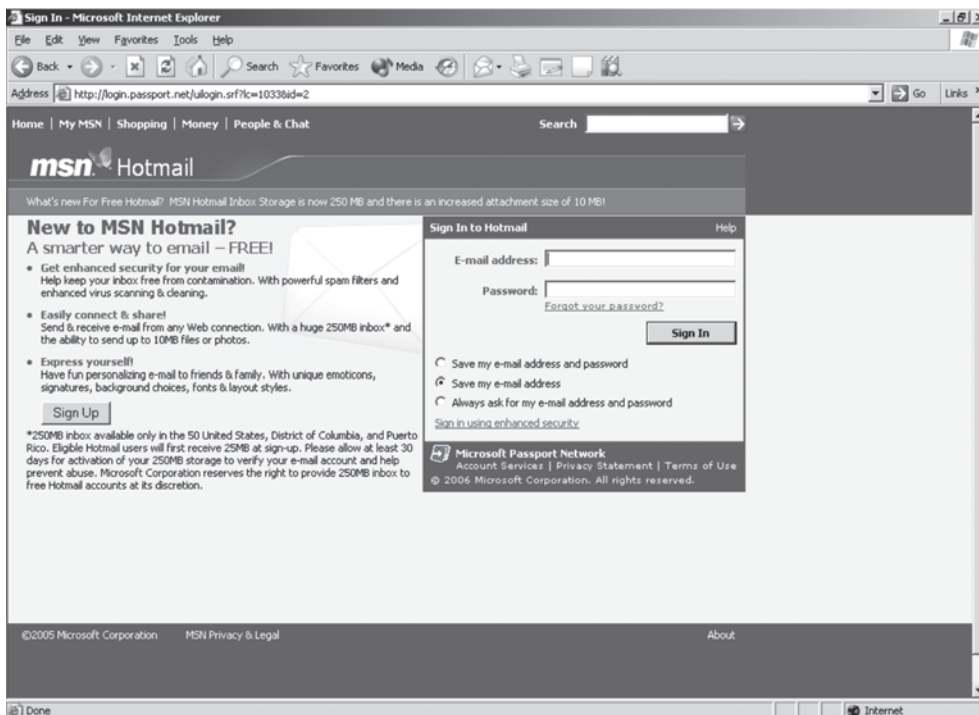 Sign In - Microsoft Internet Explorer
File Edit View Favorites Tools Help
Back Search Favorites Media
Address http://login.passport.net/uilogin.srf?lc=1033&id=2 Go Links
Home | My MSN | Shopping | Money | People & Chat Search
msn Hotmail
What's new For Free Hotmail? MSN Hotmail Inbox Storage is now 250 MB and there is an increased attachment size of 10 MB!
New to MSN Hotmail?
A smarter way to email – FREE!
• Get enhanced security for your email!
Help keep your inbox free from contamination. With powerful spam filters and
enhanced virus scanning & cleaning.
• Easily connect & share!
Send & receive e-mail from any Web connection. With a huge 250MB inbox* and
the ability to send up to 10MB files or photos.
• Express yourself!
Have fun personalizing e-mail to friends & family. With unique emoticons,
signatures, background choices, fonts & layout styles.
Sign Up
*250MB inbox available only in the 50 United States, District of Columbia, and Puerto
Rico. Eligible Hotmail users will first receive 25MB at sign-up. Please allow at least 30
days for activation of your 250MB storage to verify your e-mail account and help
prevent abuse. Microsoft Corporation reserves the right to provide 250MB inbox to
free Hotmail accounts at its discretion.
Sign In to Hotmail Help
E-mail address:
Password:
Forgot your password?
Sign In
Save my e-mail address and password
Save my e-mail address
Always ask for my e-mail address and password
Sign in using enhanced security
Microsoft Passport Network
Account Services | Privacy Statement | Terms of Use
© 2006 Microsoft Corporation. All rights reserved.
©2005 Microsoft Corporation MSN Privacy & Legal About
Done Internet